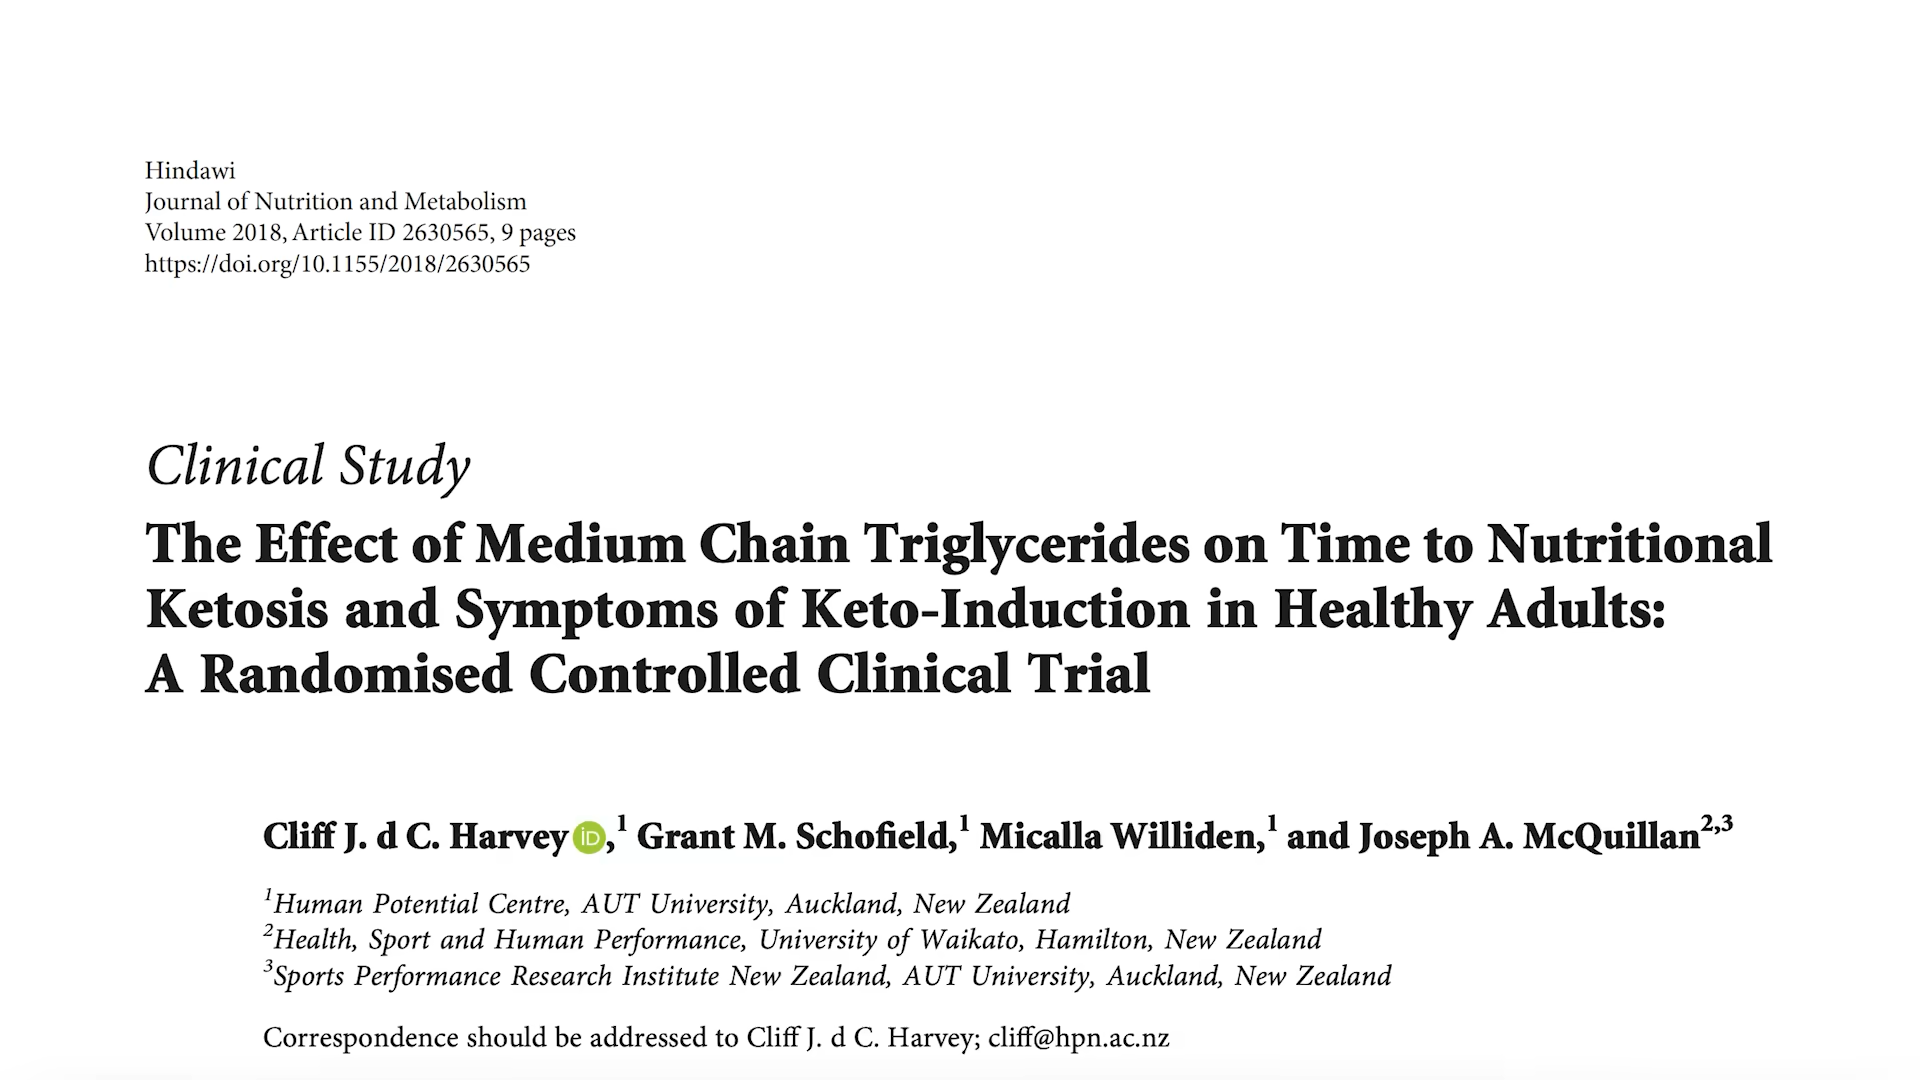 Hindawi
Journal of Nutrition and Metabolism
Volume 2018, Article ID 2630565, 9 pages
https://doi.org/10.1155/2018/2630565
Clinical Study
The Effect of Medium Chain Triglycerides on Time to Nutritional
Ketosis and Symptoms of Keto-Induction in Healthy Adults:
A Randomised Controlled Clinical Trial
Cliff J. d C. Harvey iD,1 Grant M. Schofield,1 Micalla Williden,1 and Joseph A. McQuillan2,3
1Human Potential Centre, AUT University, Auckland, New Zealand
2Health, Sport and Human Performance, University of Waikato, Hamilton, New Zealand
3Sports Performance Research Institute New Zealand, AUT University, Auckland, New Zealand
Correspondence should be addressed to Cliff J. d C. Harvey; cliff@hpn.ac.nz